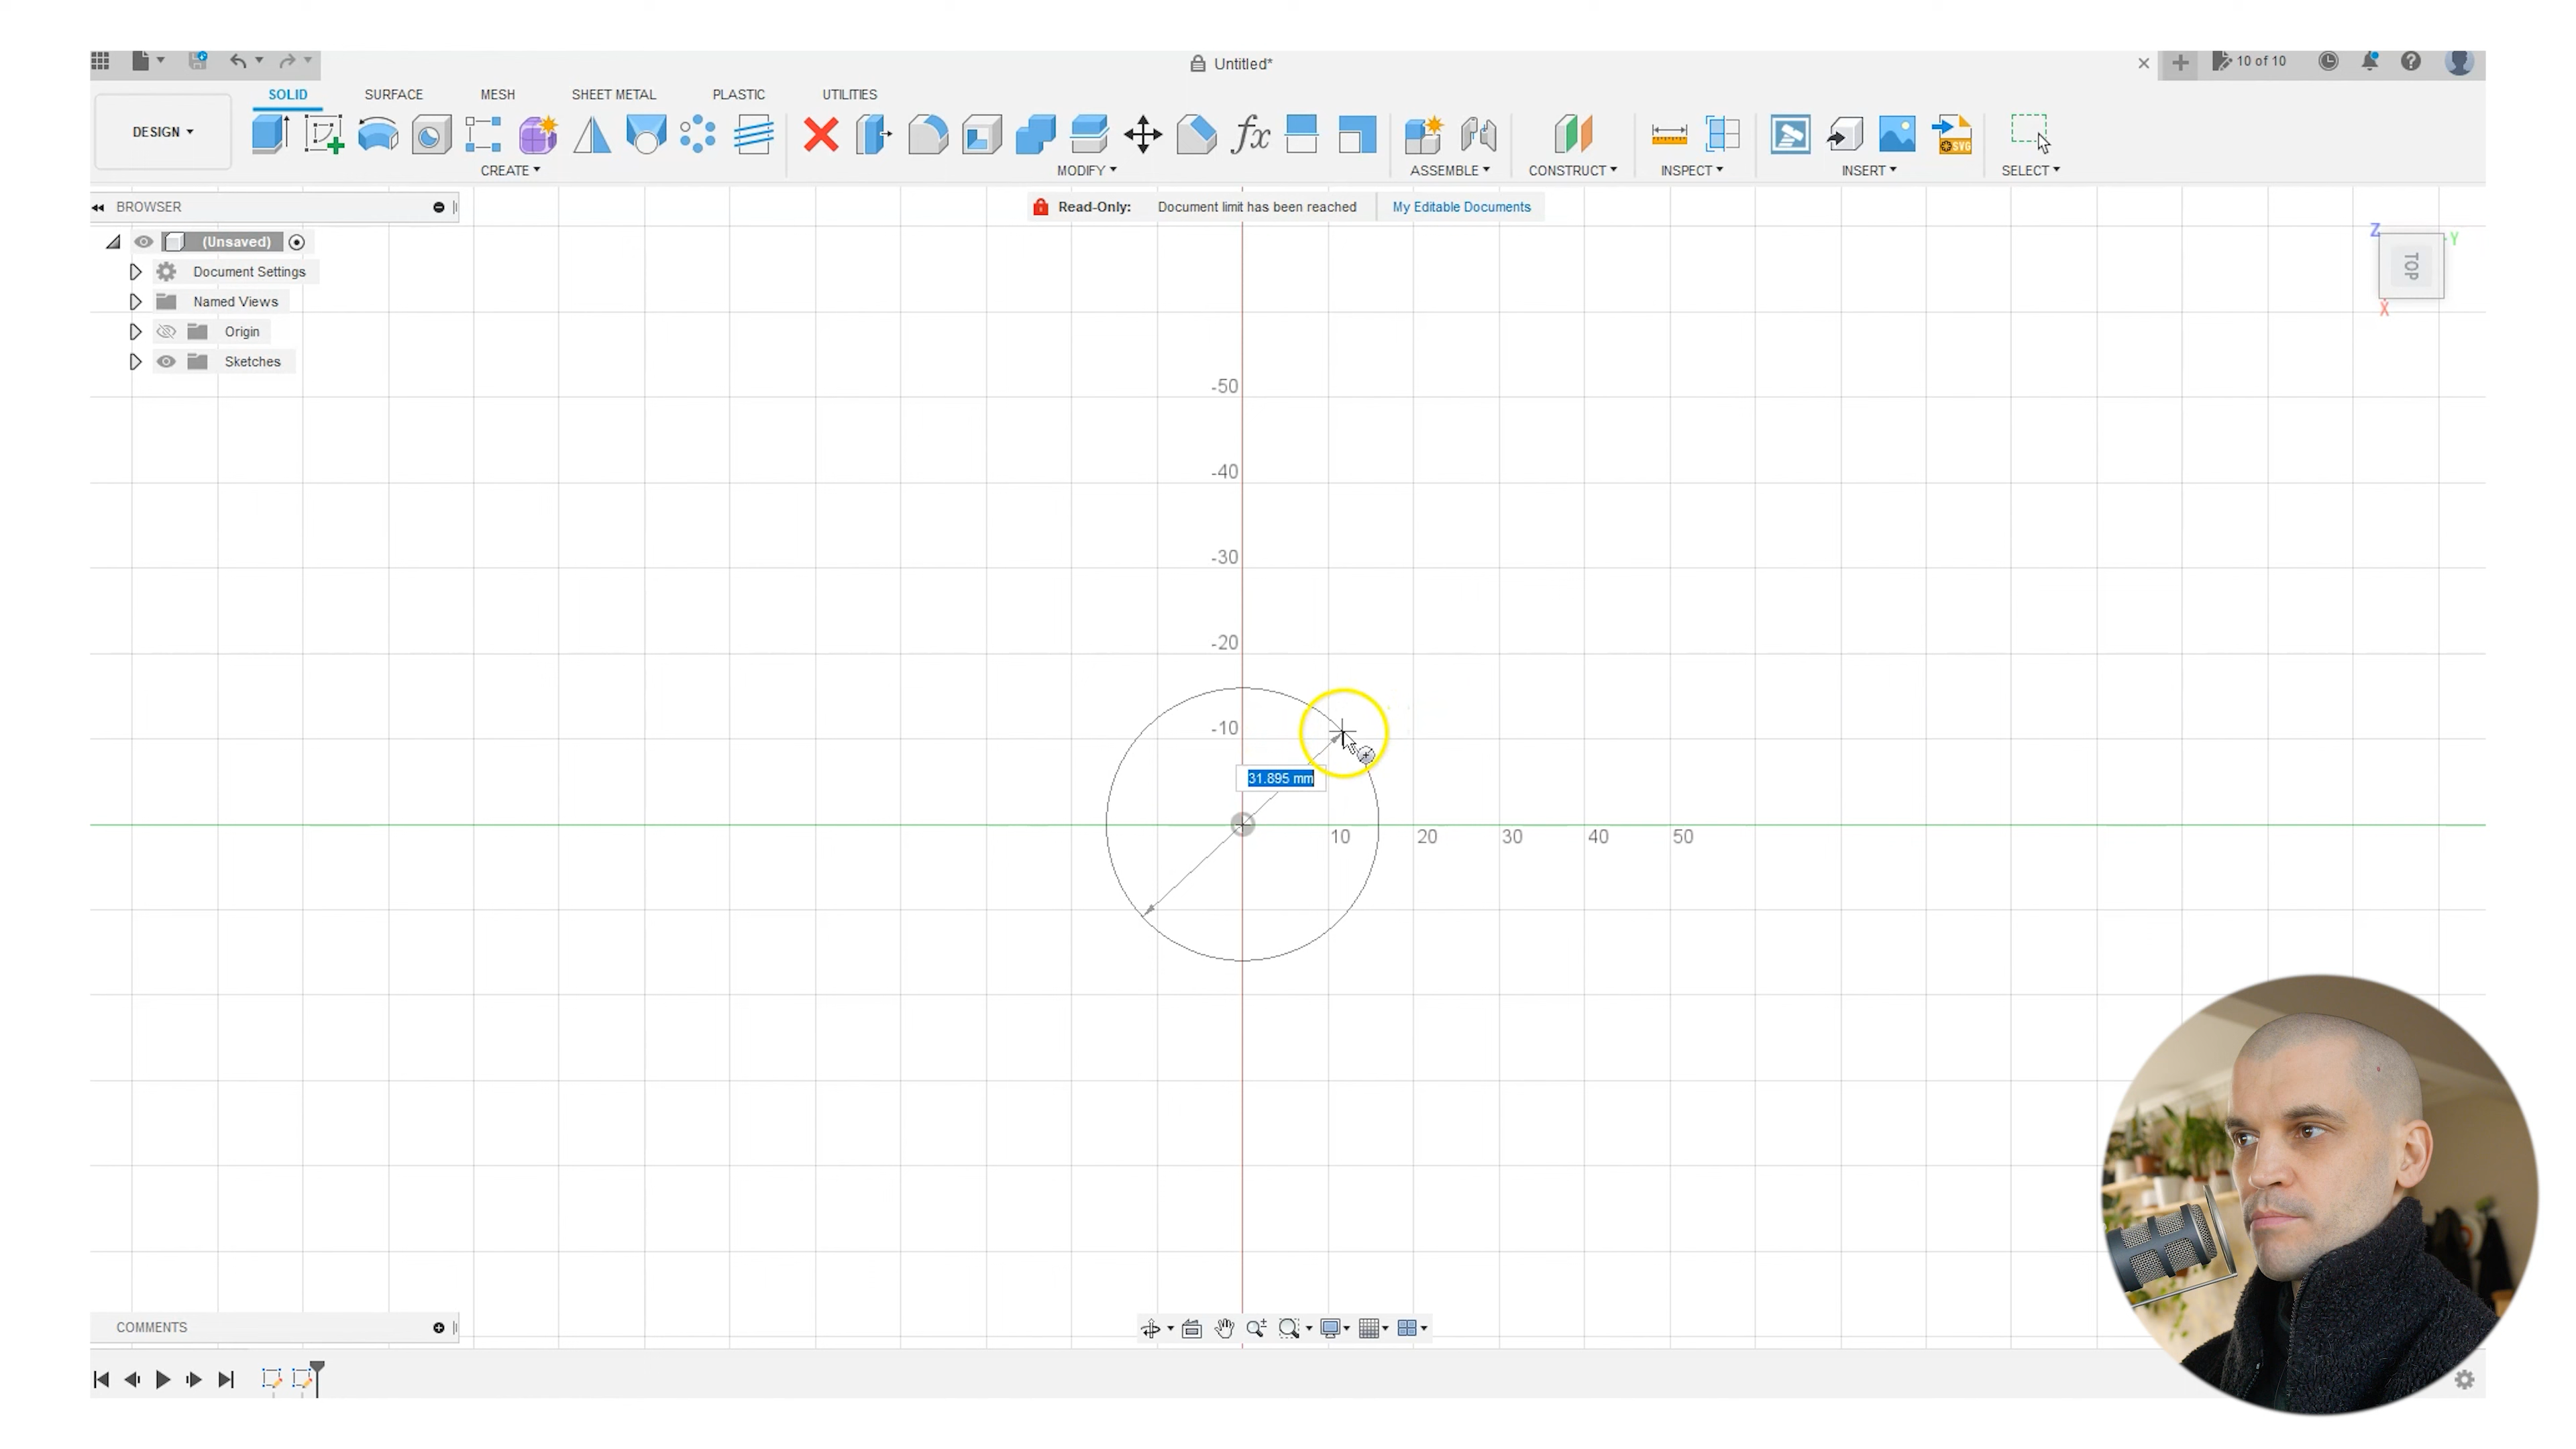 Untitled*
10 of 10
DESIGN
SOLID SURFACE MESH SHEET METAL PLASTIC UTILITIES
fx
SVG
CREATE MODIFY ASSEMBLE CONSTRUCT INSPECT INSERT SELECT
BROWSER
Read-Only: Document limit has been reached My Editable Documents
(Unsaved)
Document Settings
Named Views
Origin
Sketches
Z
Y
TOP
X
-50
-40
-30
-20
-10
31.895 mm
10 20 30 40 50
COMMENTS